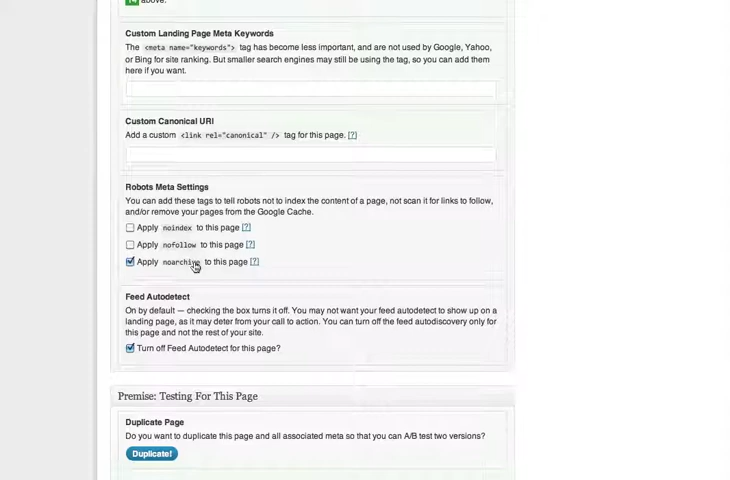 14 above.
Custom Landing Page Meta Keywords
The <meta name="keywords"> tag has become less important, and are not used by Google, Yahoo,
or Bing for site ranking. But smaller search engines may still be using the tag, so you can add them
here if you want.
Custom Canonical URI
Add a custom <link rel="canonical" /> tag for this page. [?]
Robots Meta Settings
You can add these tags to tell robots not to index the content of a page, not scan it for links to follow,
and/or remove your pages from the Google Cache.
Apply noindex to this page [?]
Apply nofollow to this page [?]
Apply noarchive to this page [?]
Feed Autodetect
On by default — checking the box turns it off. You may not want your feed autodetect to show up on a
landing page, as it may deter from your call to action. You can turn off the feed autodiscovery only for
this page and not the rest of your site.
Turn off Feed Autodetect for this page?
Premise: Testing For This Page
Duplicate Page
Do you want to duplicate this page and all associated meta so that you can A/B test two versions?
Duplicate!